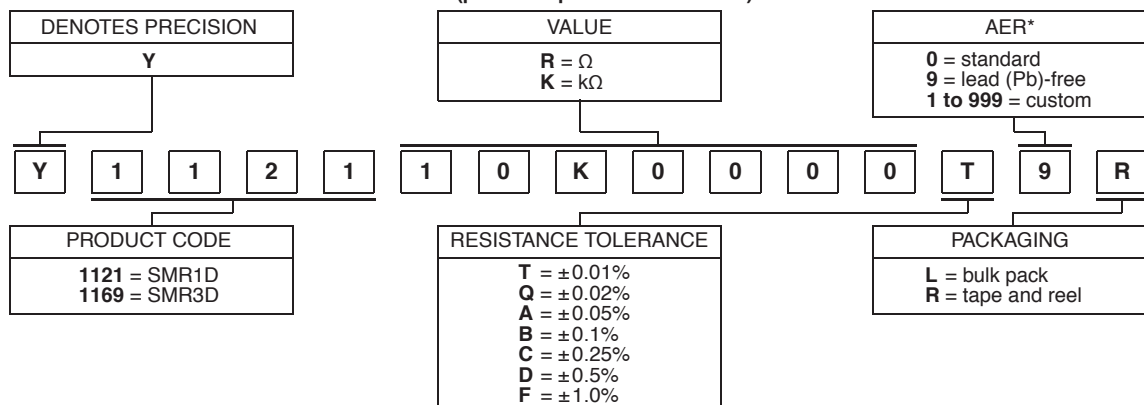 DENOTES PRECISION
Y
VALUE
R = Ω
K = kΩ
AER*
0 = standard
9 = lead (Pb)-free
1 to 999 = custom
Y 1 1 2 1 1 0 K 0 0 0 0 T 9 R
PRODUCT CODE
1121 = SMR1D
1169 = SMR3D
RESISTANCE TOLERANCE
T = ±0.01%
Q = ±0.02%
A = ±0.05%
B = ±0.1%
C = ±0.25%
D = ±0.5%
F = ±1.0%
PACKAGING
L = bulk pack
R = tape and reel